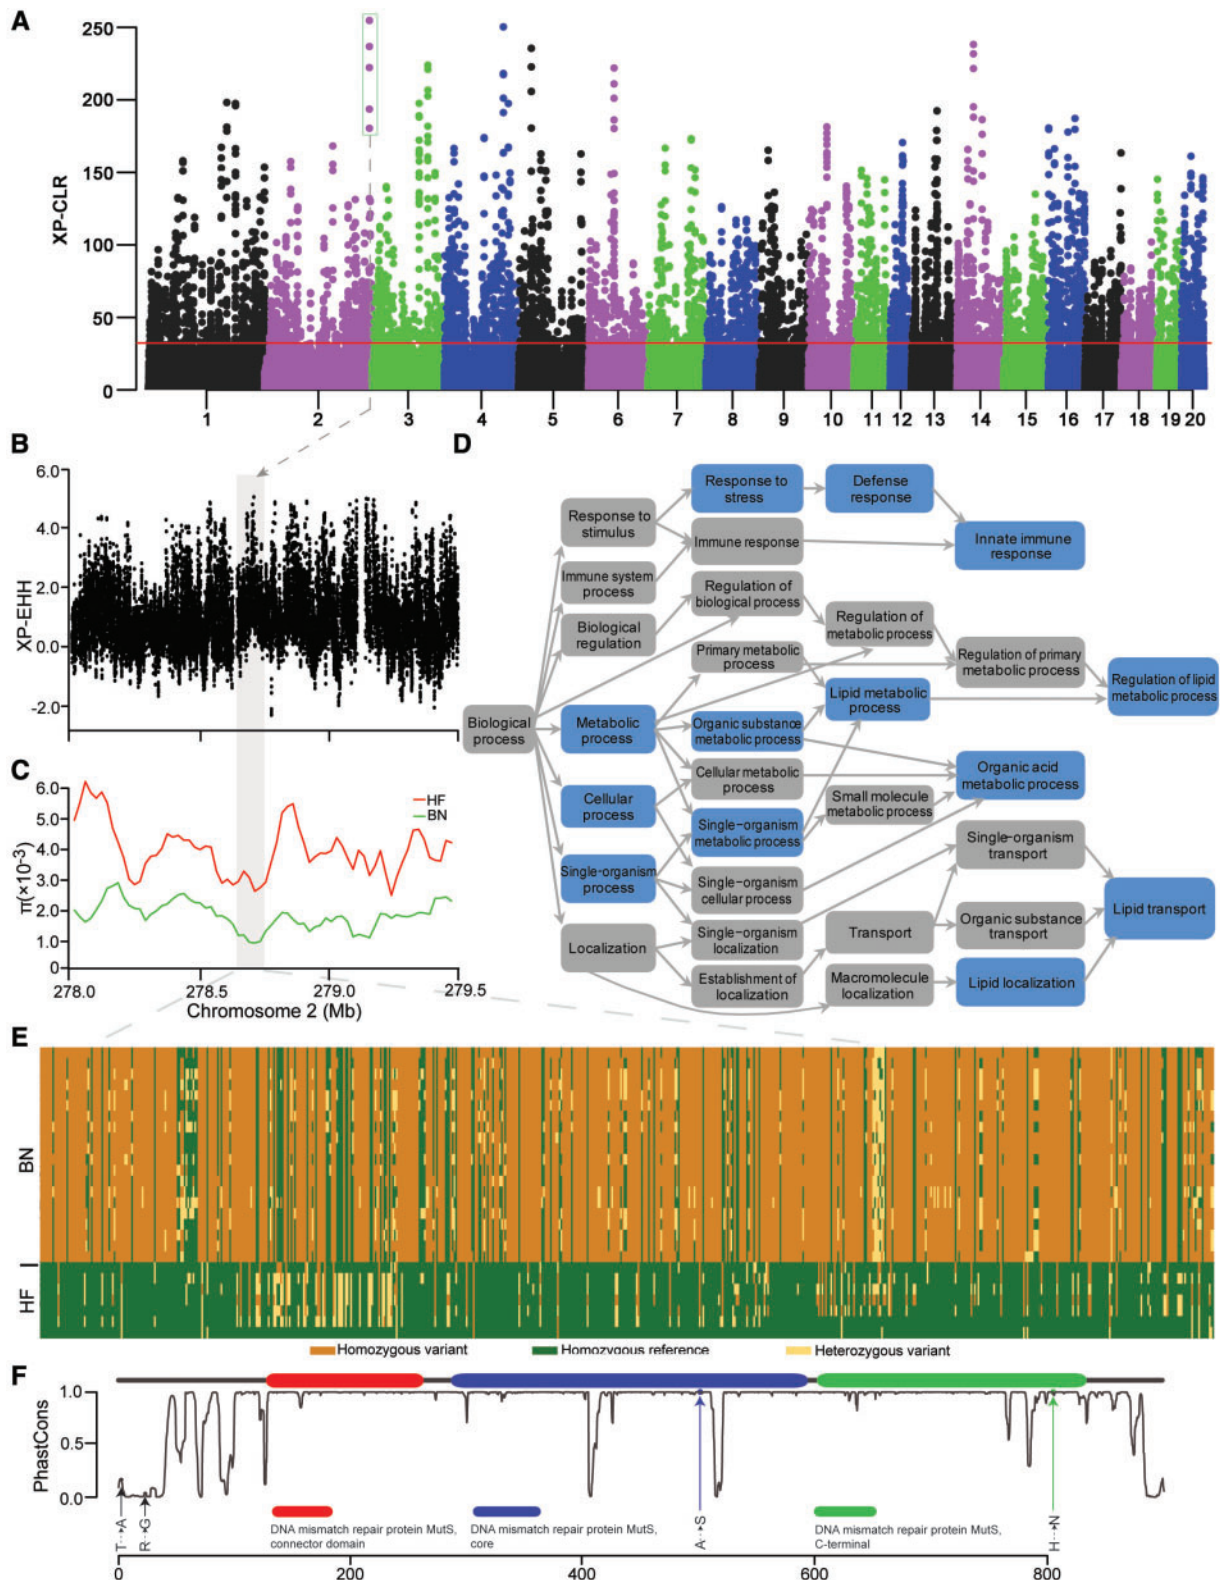 A
XP-CLR
250
200
150
100
50
0
1 2 3 4 5 6 7 8 9 10 11 12 13 14 15 16 17 18 19 20
B
XP-EHH
6.0
4.0
2.0
0.0
-2.0
C
π(×10⁻³)
6.0
5.0
4.0
3.0
2.0
1.0
0
HF
BN
278.0 278.5 279.0 279.5
Chromosome 2 (Mb)
D
Biological
process
Response to
stimulus
Immune system
process
Biological
regulation
Metabolic
process
Cellular
process
Single-organism
process
Localization
Response to
stress
Immune response
Regulation of
biological process
Primary metabolic
process
Organic substance
metabolic process
Cellular metabolic
process
Single-organism
metabolic process
Single-organism
cellular process
Single-organism
localization
Establishment of
localization
Defense
response
Regulation of
metabolic process
Lipid metabolic
process
Small molecule
metabolic process
Transport
Macromolecule
localization
Innate immune
response
Regulation of primary
metabolic process
Organic acid
metabolic process
Single-organism
transport
Organic substance
transport
Lipid localization
Regulation of lipid
metabolic process
Lipid transport
E
BN
HF
Homozygous variant
Homozygous reference
Heterozygous variant
F
PhastCons
1.0
0.5
0.0
T···➤A
R···➤G
A···➤S
H···➤N
DNA mismatch repair protein MutS,
connector domain
DNA mismatch repair protein MutS,
core
DNA mismatch repair protein MutS,
C-terminal
0 200 400 600 800